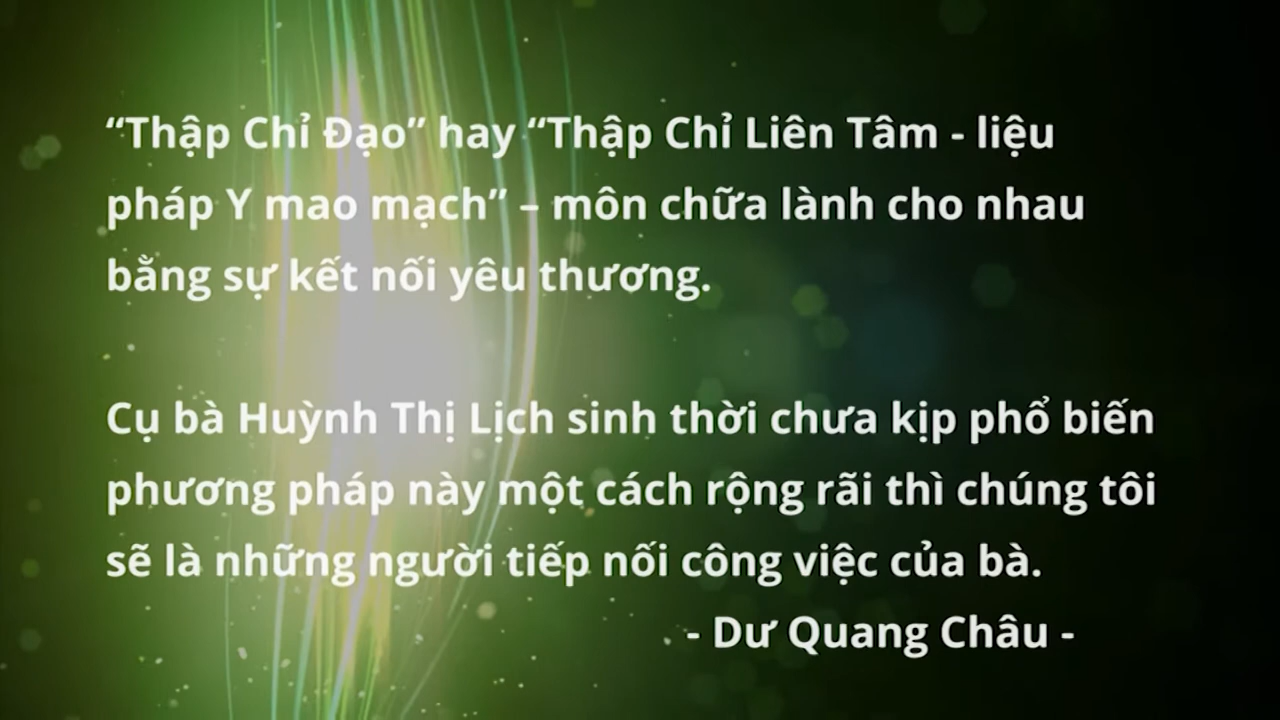 “Thập Chỉ Đạo” hay “Thập Chỉ Liên Tâm - liệu
pháp Y mao mạch” – môn chữa lành cho nhau
bằng sự kết nối yêu thương.
Cụ bà Huỳnh Thị Lịch sinh thời chưa kịp phổ biến
phương pháp này một cách rộng rãi thì chúng tôi
sẽ là những người tiếp nối công việc của bà.
- Dư Quang Châu -